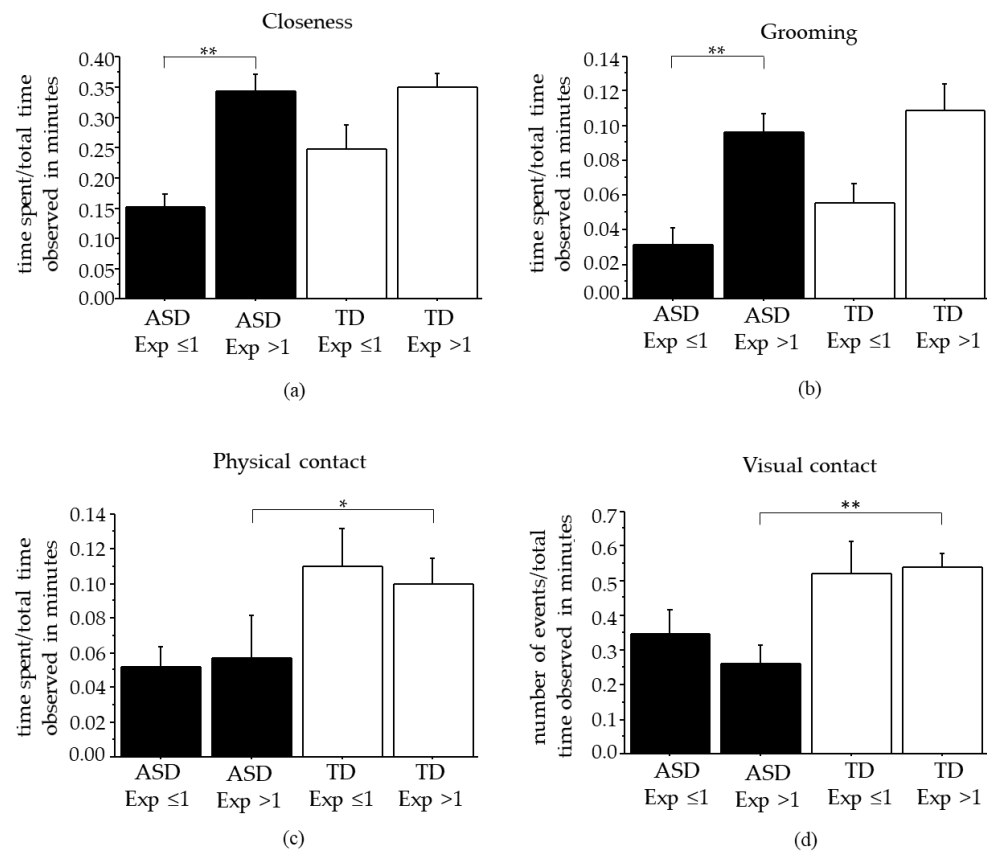 Closeness
time spent/total time
observed in minutes
0.40
0.35
0.30
0.25
0.20
0.15
0.10
0.05
0.00
**
ASD
Exp ≤1
ASD
Exp >1
TD
Exp ≤1
TD
Exp >1
(a)
Grooming
time spent/total time
observed in minutes
0.14
0.12
0.10
0.08
0.06
0.04
0.02
0.00
**
ASD
Exp ≤1
ASD
Exp >1
TD
Exp ≤1
TD
Exp >1
(b)
Physical contact
time spent/total time
observed in minutes
0.14
0.12
0.10
0.08
0.06
0.04
0.02
0.00
*
ASD
Exp ≤1
ASD
Exp >1
TD
Exp ≤1
TD
Exp >1
(c)
Visual contact
number of events/total
time observed in minutes
0.7
0.6
0.5
0.4
0.3
0.2
0.1
0.0
**
ASD
Exp ≤1
ASD
Exp >1
TD
Exp ≤1
TD
Exp >1
(d)